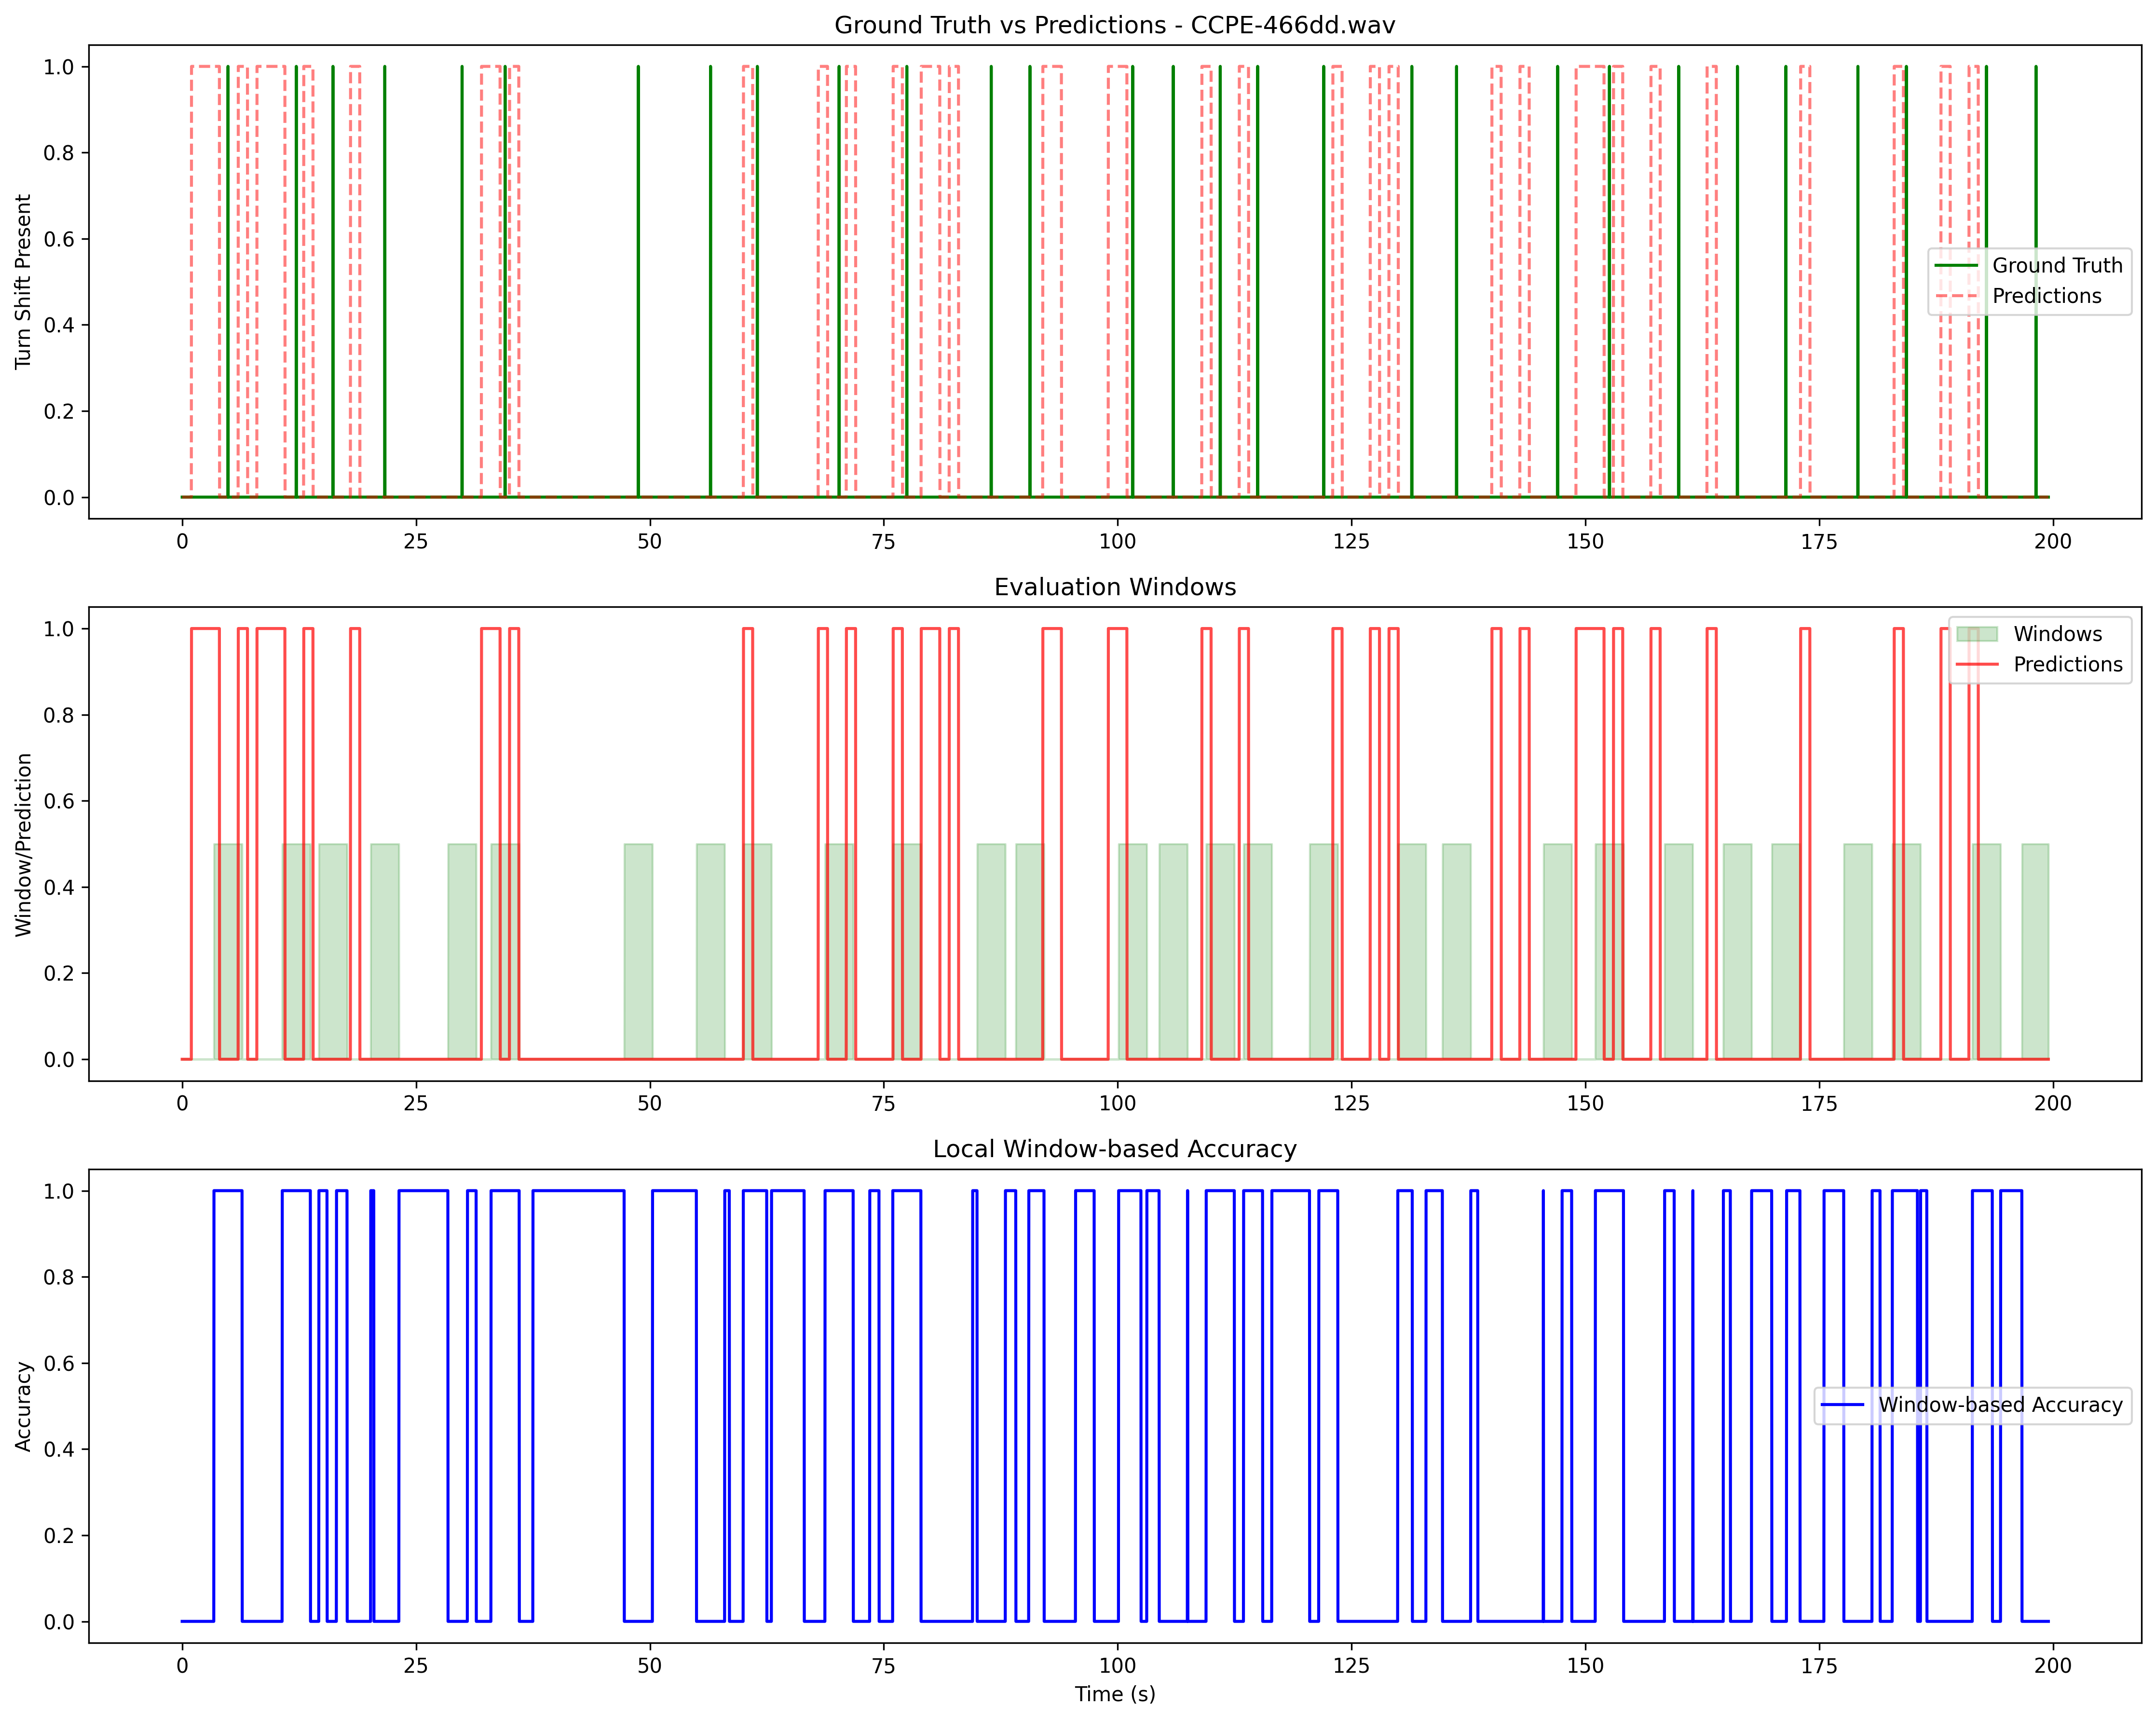 Ground Truth vs Predictions - CCPE-466dd.wav
Turn Shift Present
1.0
0.8
0.6
0.4
0.2
0.0
Ground Truth
Predictions
0 25 50 75 100 125 150 175 200
Evaluation Windows
Window/Prediction
1.0
0.8
0.6
0.4
0.2
0.0
Windows
Predictions
0 25 50 75 100 125 150 175 200
Local Window-based Accuracy
Accuracy
1.0
0.8
0.6
0.4
0.2
0.0
Window-based Accuracy
0 25 50 75 100 125 150 175 200
Time (s)